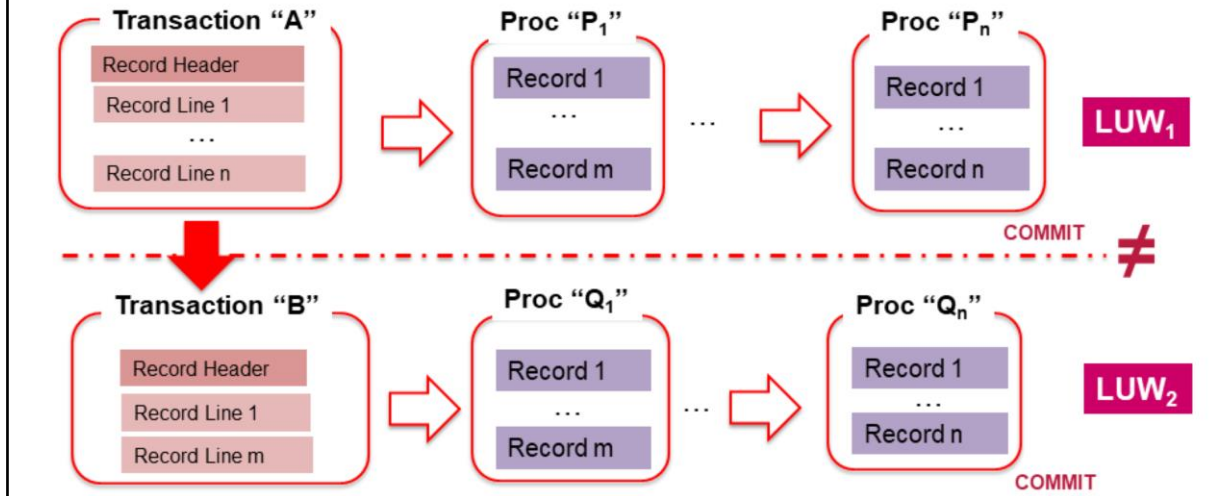 Transaction “A”
Record Header
Record Line 1
...
Record Line n
Proc “P₁”
Record 1
...
Record m
...
Proc “Pₙ”
Record 1
...
Record n
LUW₁
COMMIT
≠
Transaction “B”
Record Header
Record Line 1
Record Line m
Proc “Q₁”
Record 1
...
Record m
...
Proc “Qₙ”
Record 1
...
Record n
LUW₂
COMMIT